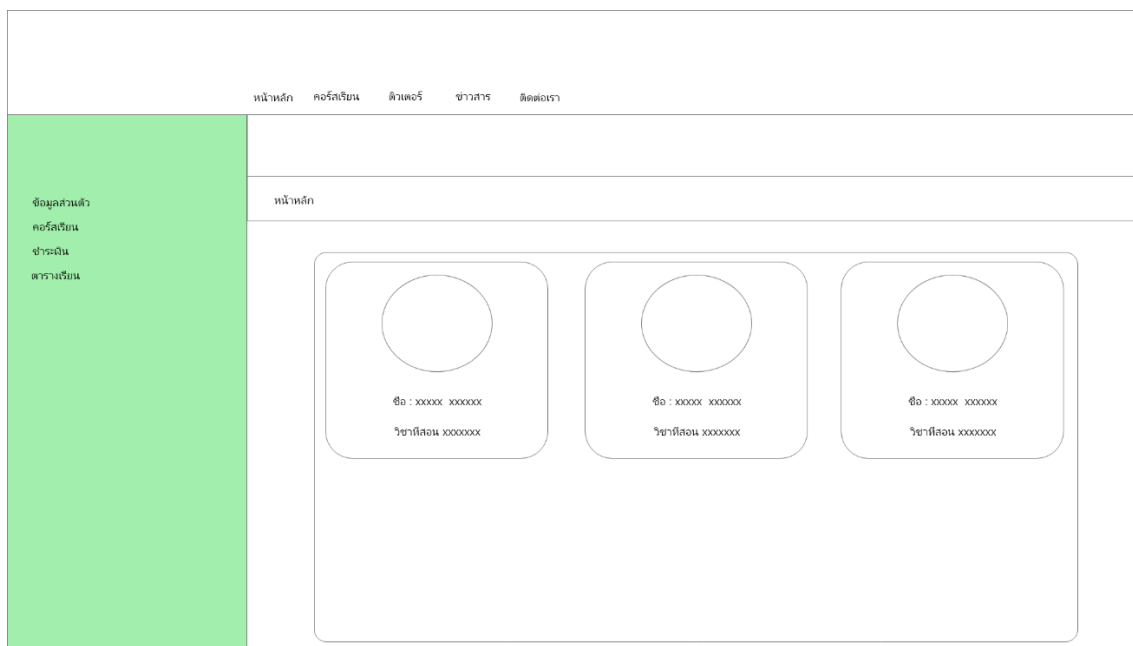 หน้าหลัก คอร์สเรียน ติวเตอร์ ข่าวสาร ติดต่อเรา
ข้อมูลส่วนตัว
คอร์สเรียน
ชำระเงิน
ตารางเรียน
หน้าหลัก
ชื่อ : xxxxx xxxxxx
วิชาที่สอน xxxxxxx
ชื่อ : xxxxx xxxxxx
วิชาที่สอน xxxxxxx
ชื่อ : xxxxx xxxxxx
วิชาที่สอน xxxxxxx